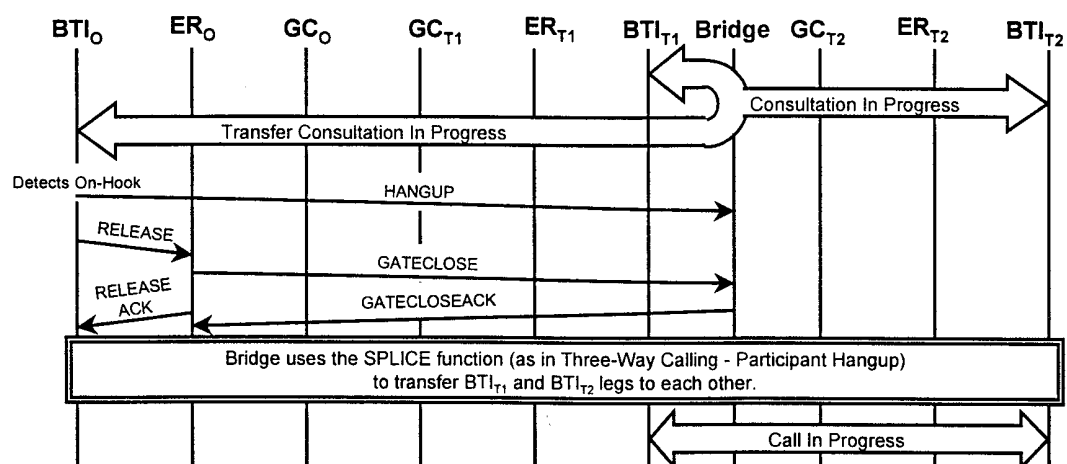 BTIO ERO GCO GCT1 ERT1 BTIT1 Bridge GCT2 ERT2 BTIT2
Consultation In Progress
Transfer Consultation In Progress
Detects On-Hook
HANGUP
RELEASE
GATECLOSE
RELEASE
ACK
GATECLOSEACK
Bridge uses the SPLICE function (as in Three-Way Calling - Participant Hangup)
to transfer BTIT1 and BTIT2 legs to each other.
Call In Progress